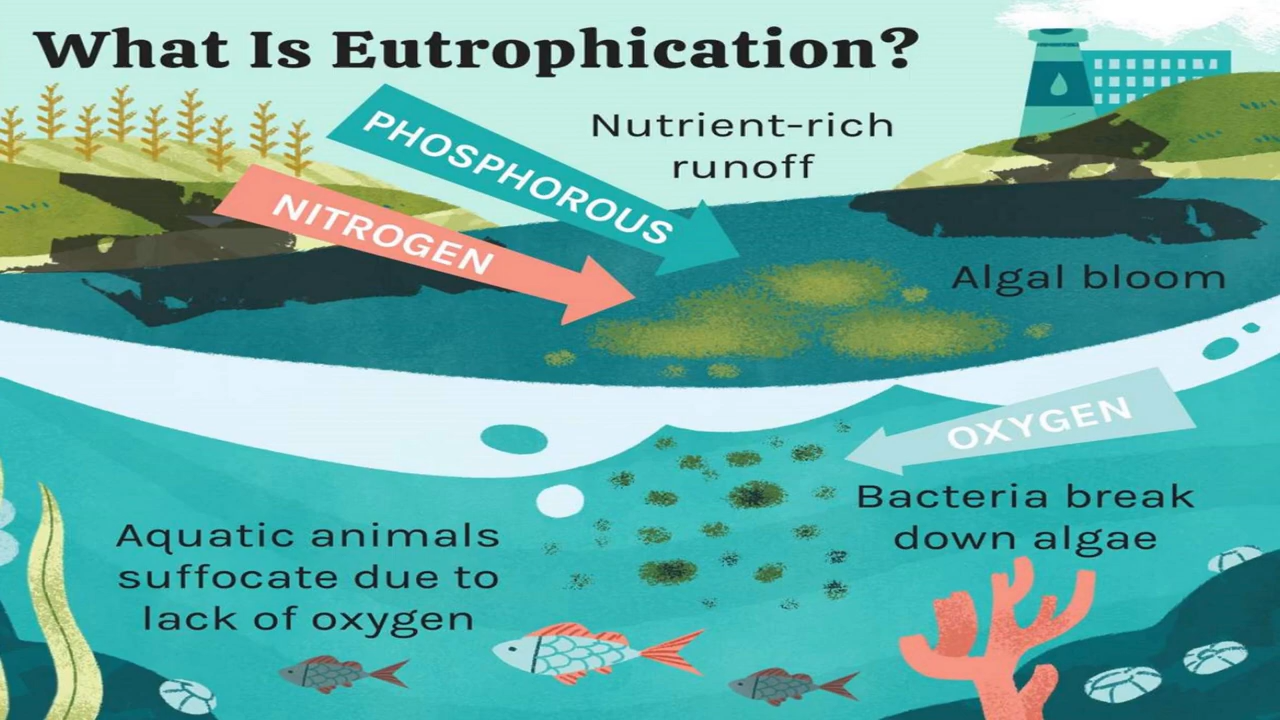 What Is Eutrophication?
PHOSPHOROUS
NITROGEN
Nutrient-rich
runoff
Algal bloom
OXYGEN
Bacteria break
down algae
Aquatic animals
suffocate due to
lack of oxygen